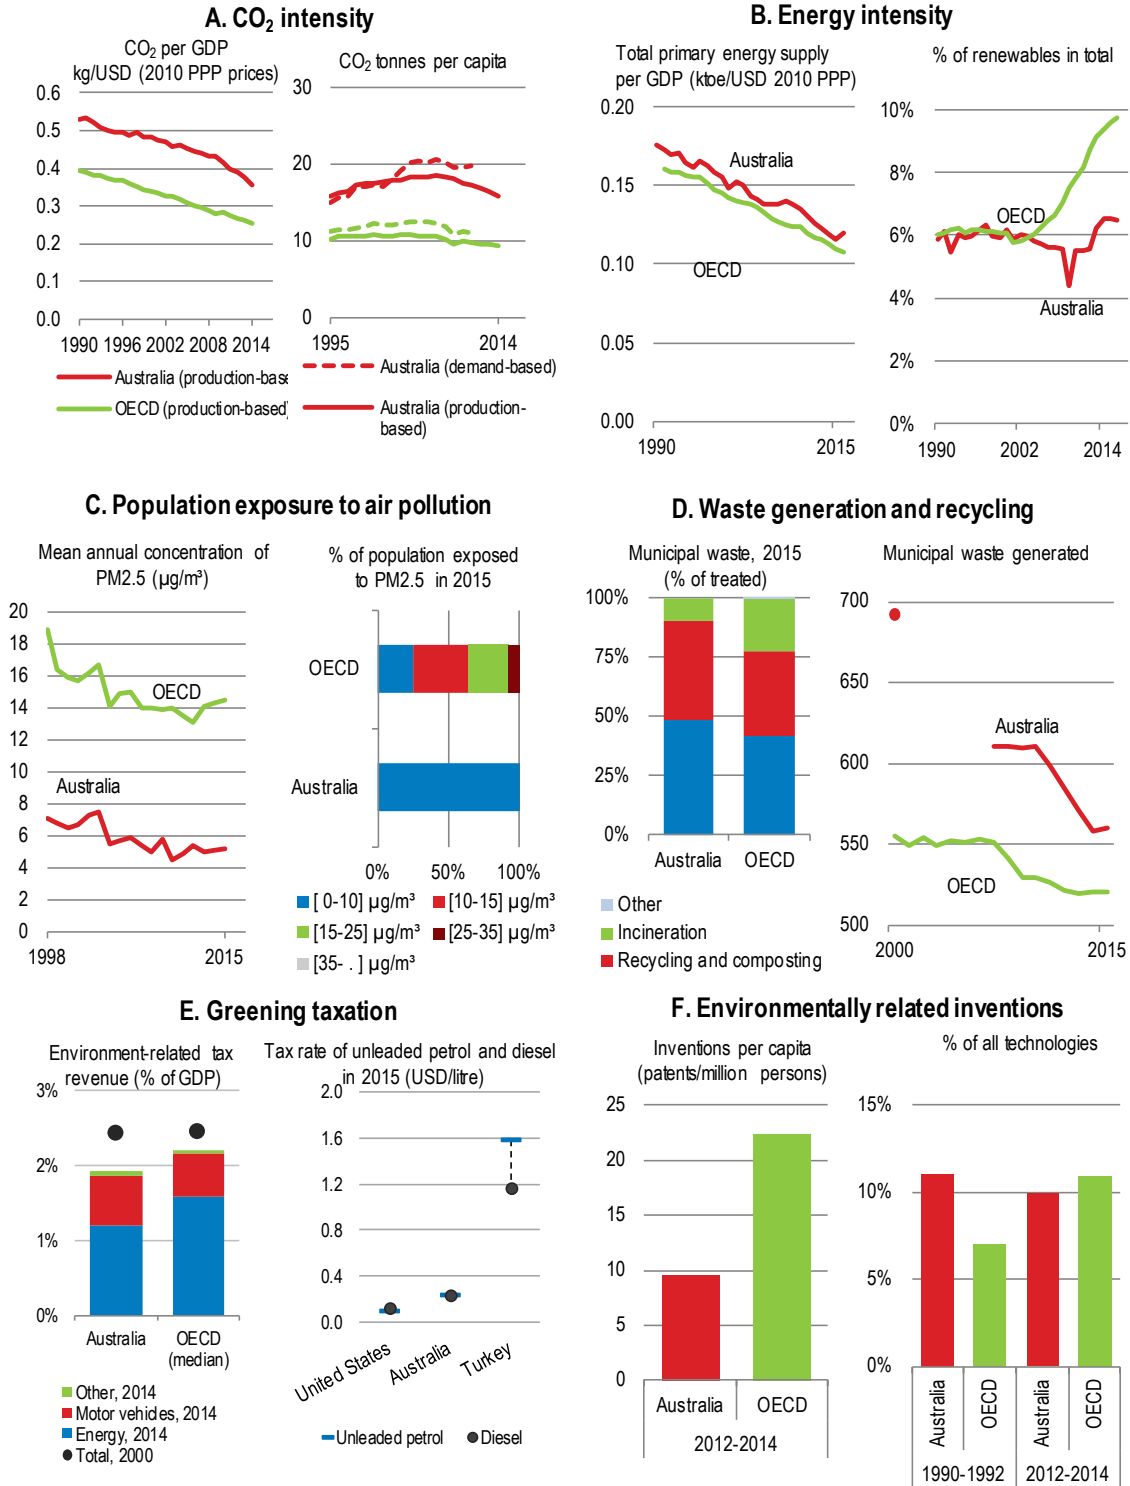 A. CO₂ intensity
CO₂ per GDP
kg/USD (2010 PPP prices)
0.6
0.5
0.4
0.3
0.2
0.1
0.0
1990 1996 2002 2008 2014
Australia (production-base
OECD (production-based)
CO₂ tonnes per capita
30
20
10
0
1995
2014
Australia (demand-based)
Australia (production-
based)
B. Energy intensity
Total primary energy supply
per GDP (ktoe/USD 2010 PPP)
0.20
0.15
0.10
0.05
0.00
Australia
OECD
1990
2015
% of renewables in total
10%
8%
6%
4%
2%
0%
OECD
Australia
1990
2002
2014
C. Population exposure to air pollution
Mean annual concentration of
PM2.5 (µg/m³)
20
18
16
14
12
10
8
6
4
2
0
OECD
Australia
1998
2015
% of population exposed
to PM2.5 in 2015
OECD
Australia
0%
50%
100%
[ 0-10] µg/m³
[10-15] µg/m³
[15-25] µg/m³
[25-35] µg/m³
[35- . ] µg/m³
D. Waste generation and recycling
Municipal waste, 2015
(% of treated)
100%
75%
50%
25%
0%
Australia
OECD
Other
Incineration
Recycling and composting
Municipal waste generated
700
650
600
550
500
Australia
OECD
2000
2015
E. Greening taxation
Environment-related tax
revenue (% of GDP)
3%
2%
1%
0%
Australia
OECD
(median)
Other, 2014
Motor vehicles, 2014
Energy, 2014
Total, 2000
Tax rate of unleaded petrol and diesel
in 2015 (USD/litre)
2.0
1.6
1.2
0.8
0.4
0.0
United States
Australia
Turkey
Unleaded petrol
Diesel
F. Environmentally related inventions
Inventions per capita
(patents/million persons)
25
20
15
10
5
0
Australia
OECD
2012-2014
% of all technologies
15%
10%
5%
0%
Australia
OECD
Australia
OECD
1990-1992
2012-2014